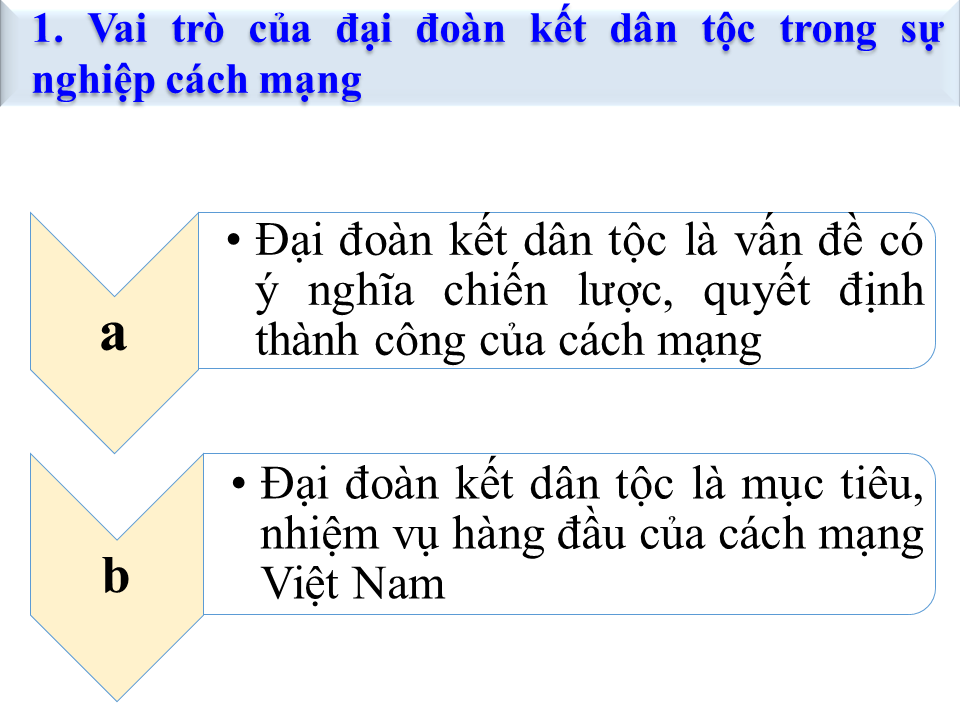 1. Vai trò của đại đoàn kết dân tộc trong sự
nghiệp cách mạng
a
• Đại đoàn kết dân tộc là vấn đề có
ý nghĩa chiến lược, quyết định
thành công của cách mạng
b
• Đại đoàn kết dân tộc là mục tiêu,
nhiệm vụ hàng đầu của cách mạng
Việt Nam